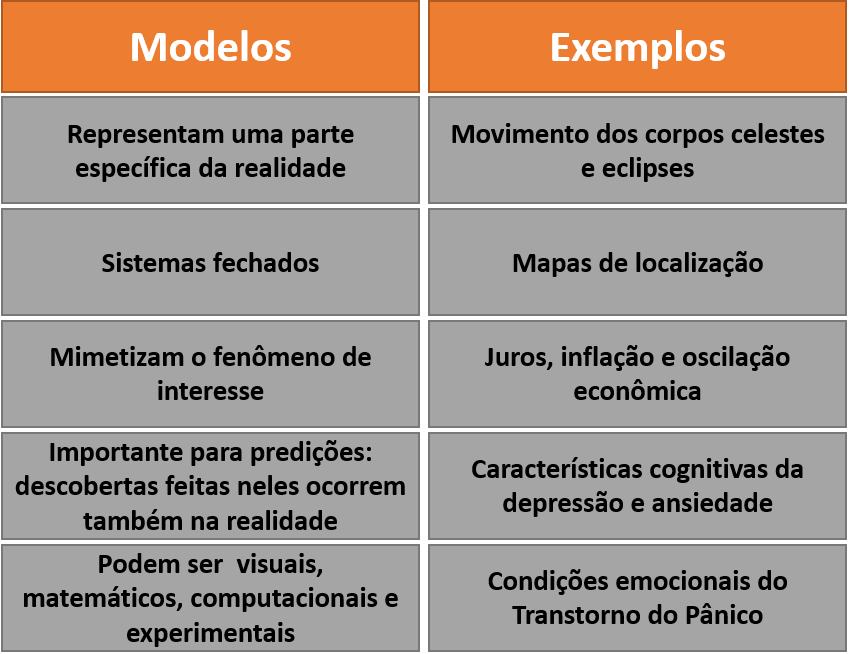 Modelos
Exemplos
Representam uma parte
específica da realidade
Movimento dos corpos celestes
e eclipses
Sistemas fechados
Mapas de localização
Mimetizam o fenômeno de
interesse
Juros, inflação e oscilação
econômica
Importante para predições:
descobertas feitas neles ocorrem
também na realidade
Características cognitivas da
depressão e ansiedade
Podem ser  visuais,
matemáticos, computacionais e
experimentais
Condições emocionais do
Transtorno do Pânico